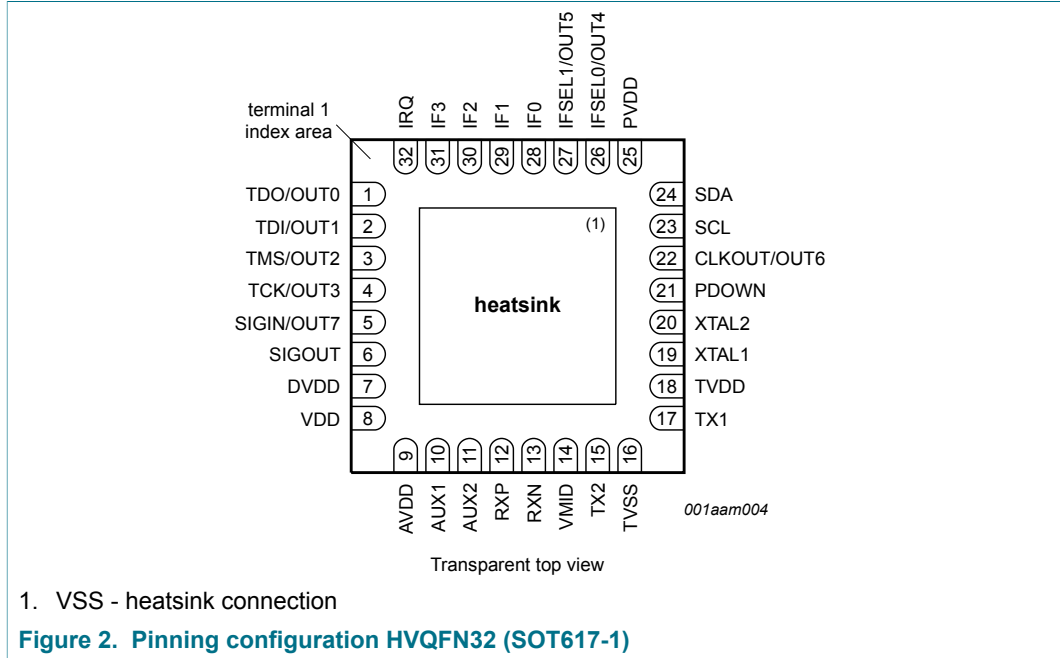 IRQ
IF3
IF2
IF1
IF0
IFSEL1/OUT5
IFSEL0/OUT4
PVDD
terminal 1
index area
32
31
30
29
28
27
26
25
TDO/OUT0 1
TDI/OUT1 2
TMS/OUT2 3
TCK/OUT3 4
SIGIN/OUT7 5
SIGOUT 6
DVDD 7
VDD 8
(1)
heatsink
24 SDA
23 SCL
22 CLKOUT/OUT6
21 PDOWN
20 XTAL2
19 XTAL1
18 TVDD
17 TX1
9
10
11
12
13
14
15
16
AVDD
AUX1
AUX2
RXP
RXN
VMID
TX2
TVSS
001aam004
Transparent top view
1. VSS - heatsink connection
Figure 2. Pinning configuration HVQFN32 (SOT617-1)